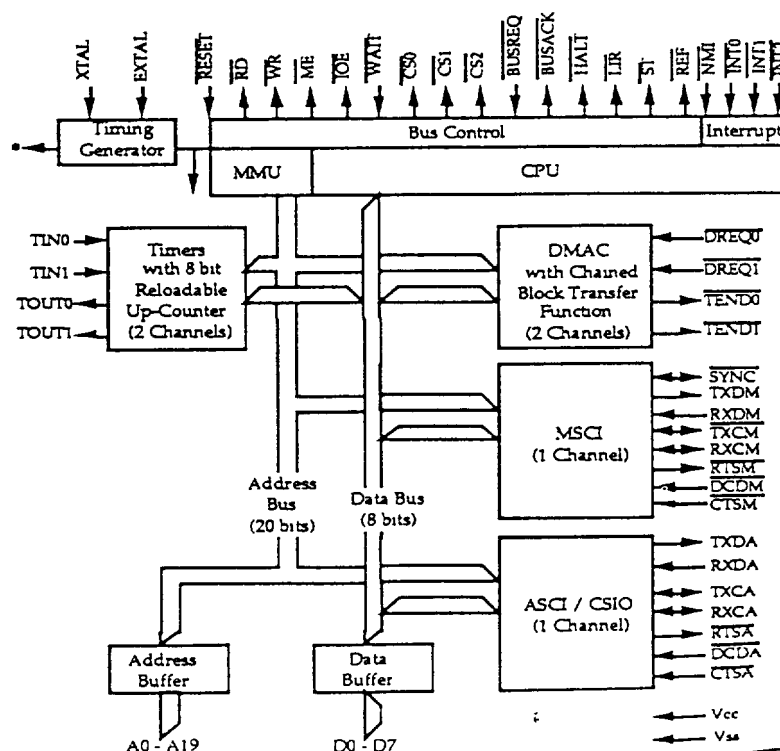 XTAL
EXTAL
RESET
RD
WR
ME
IOE
WAIT
CS0
CS1
CS2
BUSREQ
BUSACK
HALT
LIR
ST
REF
NMI
INT0
INT1
Timing
Generator
Bus Control
Interrupt
MMU
CPU
TIN0
TIN1
TOUT0
TOUT1
Timers
with 8 bit
Reloadable
Up-Counter
(2 Channels)
DMAC
with Chained
Block Transfer
Function
(2 Channels)
DREQ0
DREQ1
TEND0
TEND1
MSCI
(1 Channel)
SYNC
TXDM
RXDM
TXCM
RXCM
RTSM
DCDM
CTSM
Address
Bus
(20 bits)
Data Bus
(8 bits)
ASCI / CSIO
(1 Channel)
TXDA
RXDA
TXCA
RXCA
RTSA
DCDA
CTSA
Address
Buffer
Data
Buffer
A0 - A19
D0 - D7
Vcc
Vss